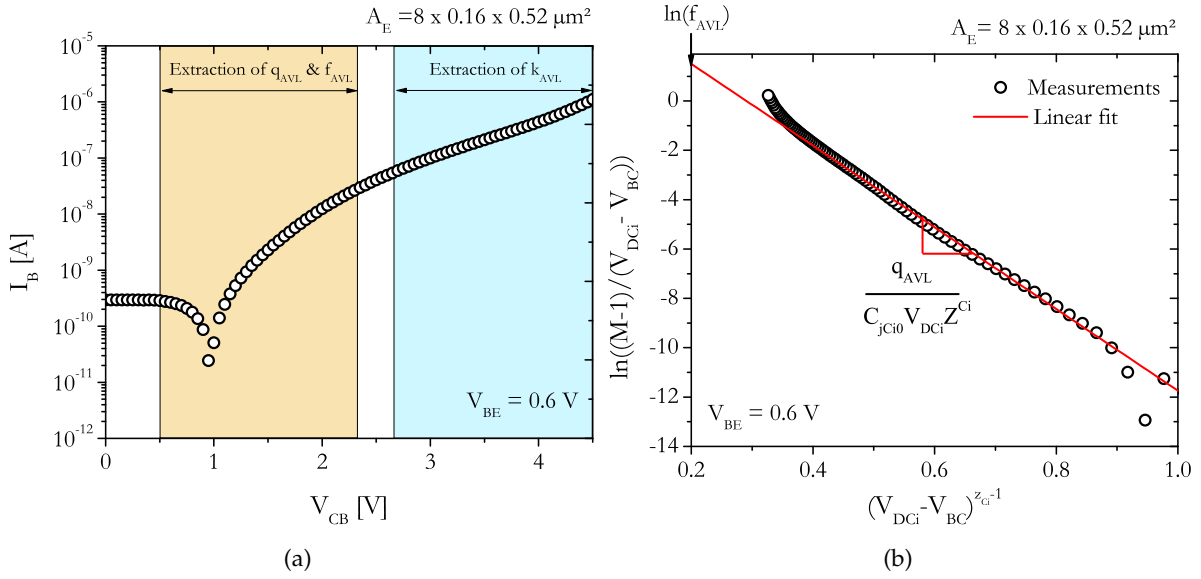 A_E = 8 x 0.16 x 0.52 μm²
Extraction of q_AVL & f_AVL
Extraction of k_AVL
10⁻⁵
10⁻⁶
10⁻⁷
10⁻⁸
10⁻⁹
10⁻¹⁰
10⁻¹¹
10⁻¹²
I_B [A]
V_BE = 0.6 V
0 1 2 3 4
V_CB [V]
(a)
ln(f_AVL)
A_E = 8 x 0.16 x 0.52 μm²
Measurements
Linear fit
0
-2
-4
-6
-8
-10
-12
-14
ln((M-1)/(V_DCi - V_BC))
q_AVL
C_jCi0 V_DCi Z^Ci
V_BE = 0.6 V
0.2 0.4 0.6 0.8 1.0
(V_DCi-V_BC)^z_Ci-1
(b)